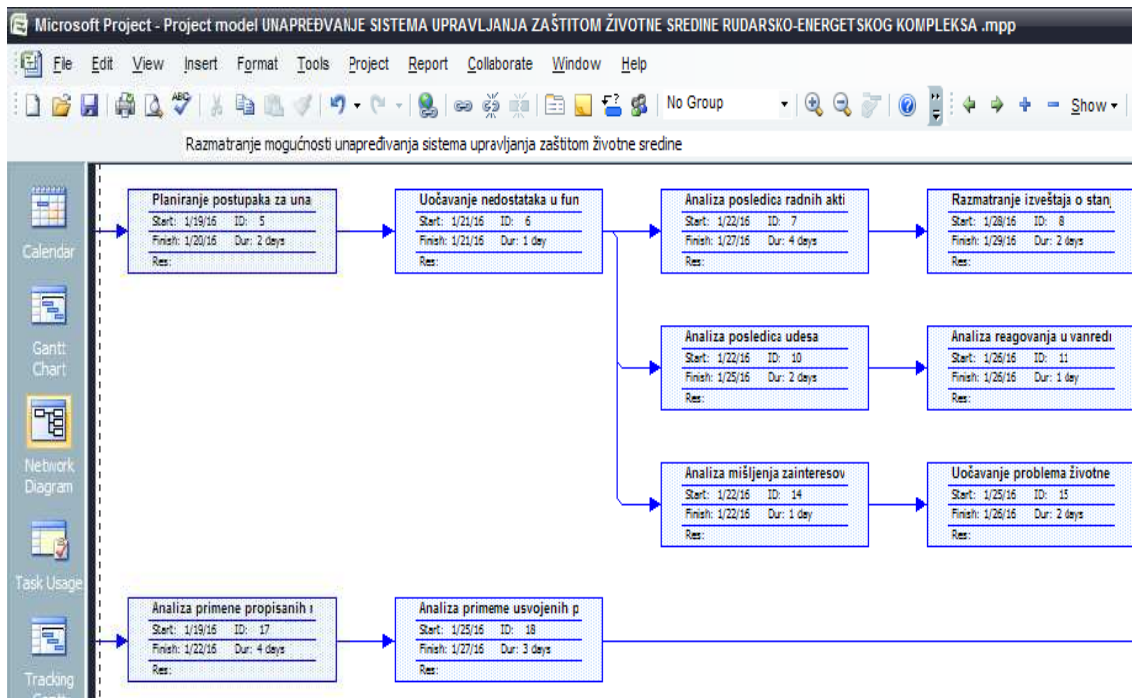 Microsoft Project - Project model UNAPREĐVANJE SISTEMA UPRAVLJANJA ZAŠTITOM ŽIVOTNE SREDINE RUDARSKO-ENERGETSKOG KOMPLEKSA .mpp
File Edit View Insert Format Tools Project Report Collaborate Window Help
ABC No Group Show
Razmatranje mogućnosti unapređivanja sistema upravljanja zaštitom životne sredine
Calendar
Gantt
Chart
Network
Diagram
Task Usage
Tracking
Gantt
Planiranje postupaka za una
Start: 1/19/16 ID: 5
Finish: 1/20/16 Dur: 2 days
Res:
Uočavanje nedostataka u fun
Start: 1/21/16 ID: 6
Finish: 1/21/16 Dur: 1 day
Res:
Analiza posledica radnih akti
Start: 1/22/16 ID: 7
Finish: 1/27/16 Dur: 4 days
Res:
Razmatranje izveštaja o stanj
Start: 1/28/16 ID: 8
Finish: 1/29/16 Dur: 2 days
Res:
Analiza posledica udesa
Start: 1/22/16 ID: 10
Finish: 1/25/16 Dur: 2 days
Res:
Analiza reagovanja u vanredn
Start: 1/26/16 ID: 11
Finish: 1/26/16 Dur: 1 day
Res:
Analiza mišljenja zainteresov
Start: 1/22/16 ID: 14
Finish: 1/22/16 Dur: 1 day
Res:
Uočavanje problema životne
Start: 1/25/16 ID: 15
Finish: 1/26/16 Dur: 2 days
Res:
Analiza primene propisanih
Start: 1/19/16 ID: 17
Finish: 1/22/16 Dur: 4 days
Res:
Analiza primeme usvojenih p
Start: 1/25/16 ID: 18
Finish: 1/27/16 Dur: 3 days
Res: